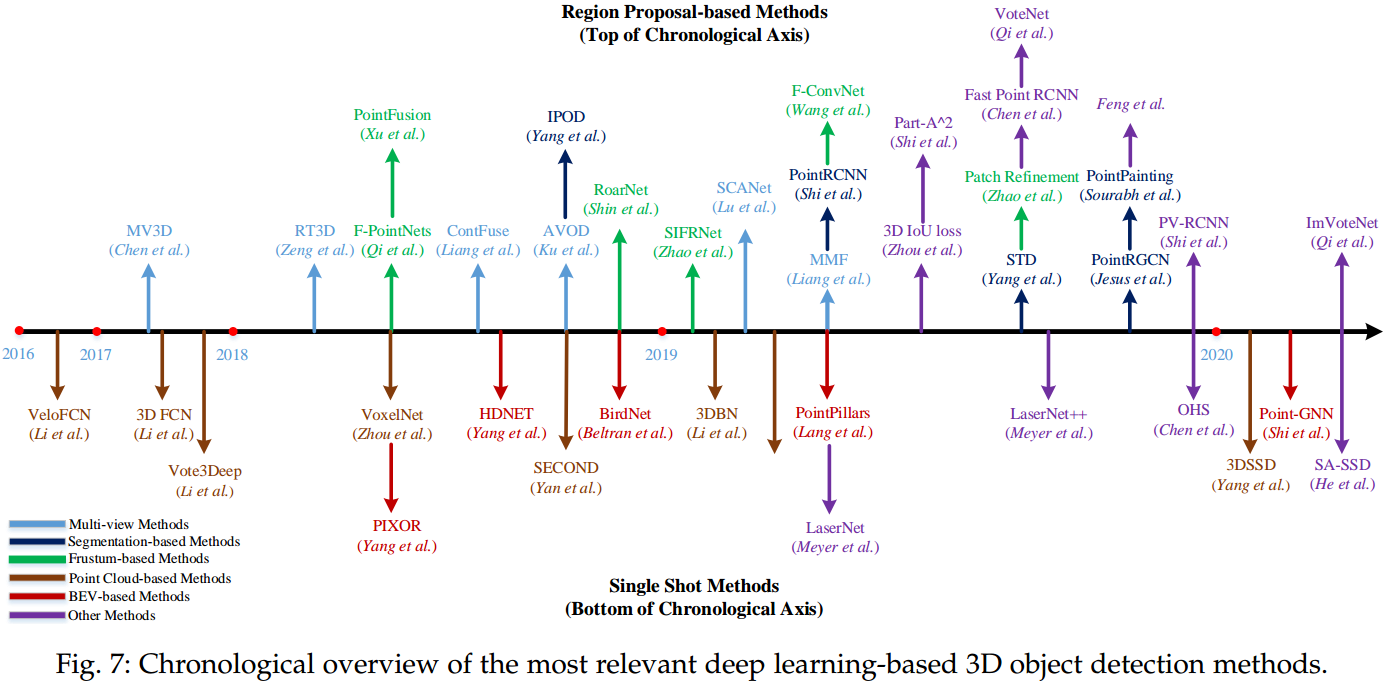 Region Proposal-based Methods
(Top of Chronological Axis)
VoteNet
(Qi et al.)
F-ConvNet
(Wang et al.)
Fast Point RCNN
(Chen et al.)
Feng et al.
PointFusion
(Xu et al.)
IPOD
(Yang et al.)
Part-A^2
(Shi et al.)
RoarNet
(Shin et al.)
SCANet
(Lu et al.)
PointRCNN
(Shi et al.)
Patch Refinement
(Zhao et al.)
PointPainting
(Sourabh et al.)
MV3D
(Chen et al.)
RT3D
(Zeng et al.)
F-PointNets
(Qi et al.)
ContFuse
(Liang et al.)
AVOD
(Ku et al.)
SIFRNet
(Zhao et al.)
MMF
(Liang et al.)
3D IoU loss
(Zhou et al.)
STD
(Yang et al.)
PointRGCN
(Jesus et al.)
PV-RCNN
(Shi et al.)
ImVoteNet
(Qi et al.)
2016
2017
2018
2019
2020
VeloFCN
(Li et al.)
3D FCN
(Li et al.)
Vote3Deep
(Li et al.)
VoxelNet
(Zhou et al.)
PIXOR
(Yang et al.)
HDNET
(Yang et al.)
SECOND
(Yan et al.)
BirdNet
(Beltran et al.)
3DBN
(Li et al.)
PointPillars
(Lang et al.)
LaserNet
(Meyer et al.)
LaserNet++
(Meyer et al.)
OHS
(Chen et al.)
3DSSD
(Yang et al.)
Point-GNN
(Shi et al.)
SA-SSD
(He et al.)
Multi-view Methods
Segmentation-based Methods
Frustum-based Methods
Point Cloud-based Methods
BEV-based Methods
Other Methods
Single Shot Methods
(Bottom of Chronological Axis)
Fig. 7: Chronological overview of the most relevant deep learning-based 3D object detection methods.